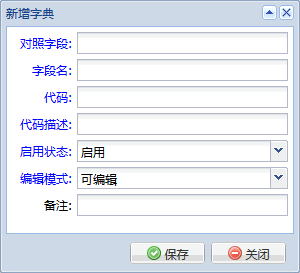 新增字典
对照字段:
字段名:
代码:
代码描述:
启用状态: 启用
编辑模式: 可编辑
备注:
保存 关闭